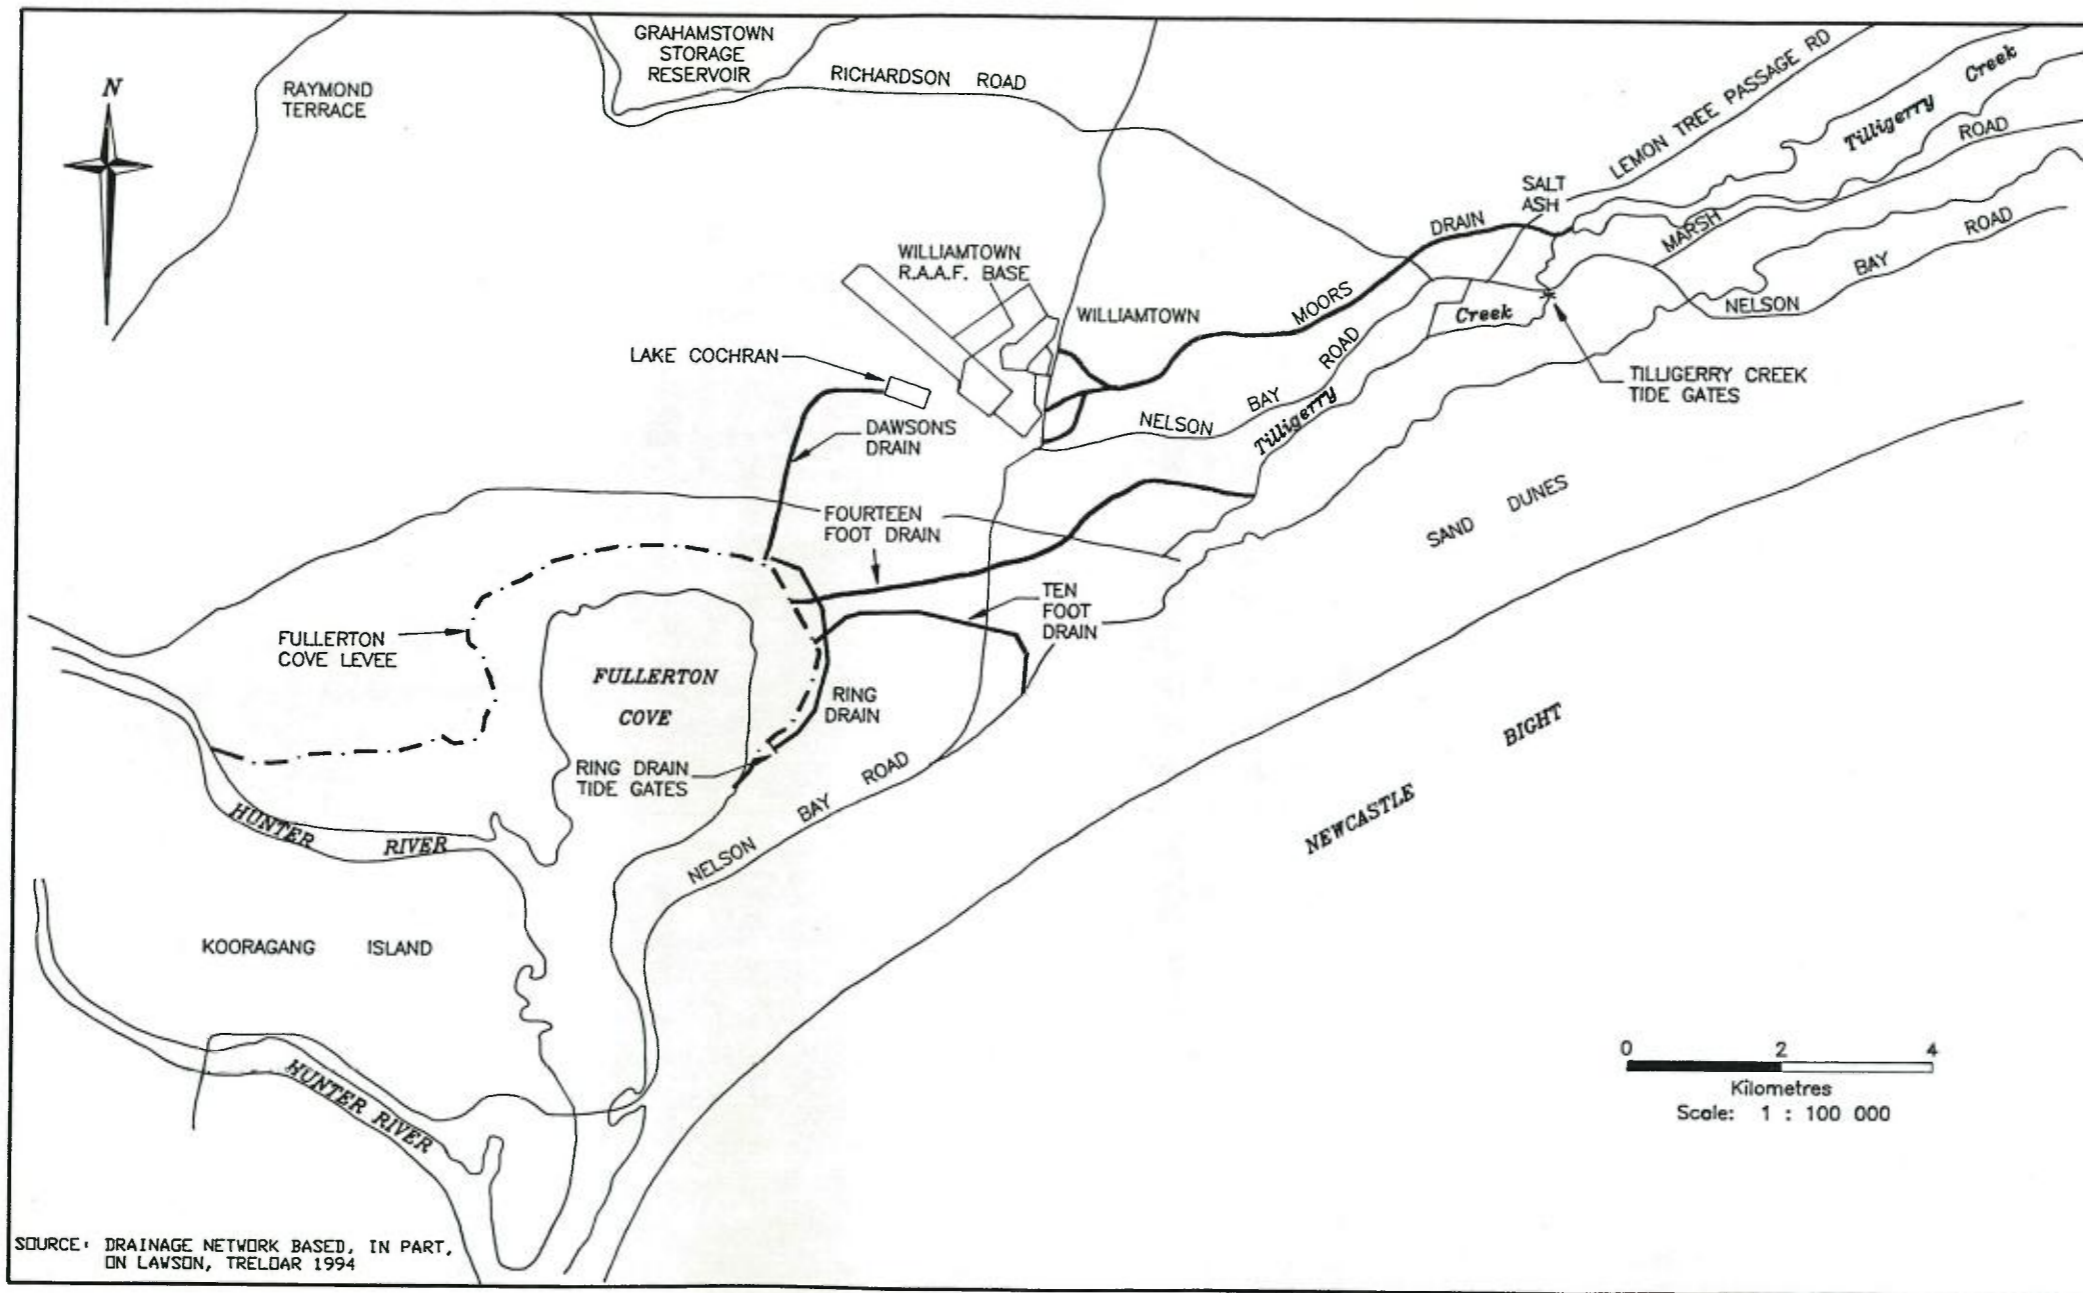 GRAHAMSTOWN
STORAGE
RESERVOIR
RICHARDSON ROAD
N
RAYMOND
TERRACE
LEMON TREE PASSAGE RD
Tilligerry Creek
ROAD
MARSH
SALT
ASH
DRAIN
MOORS
NELSON
BAY
ROAD
WILLIAMTOWN
R.A.A.F. BASE
WILLIAMTOWN
Creek
LAKE COCHRAN
TILLIGERRY CREEK
TIDE GATES
DAWSONS
DRAIN
NELSON BAY ROAD
Tilligerry
FOURTEEN
FOOT DRAIN
SAND DUNES
TEN
FOOT
DRAIN
FULLERTON
COVE LEVEE
FULLERTON
COVE
RING
DRAIN
RING DRAIN
TIDE GATES
NELSON BAY ROAD
NEWCASTLE BIGHT
HUNTER RIVER
KOORAGANG ISLAND
HUNTER RIVER
0 2 4
Kilometres
Scale: 1 : 100 000
SOURCE: DRAINAGE NETWORK BASED, IN PART,
ON LAWSON, TRELOAR 1994